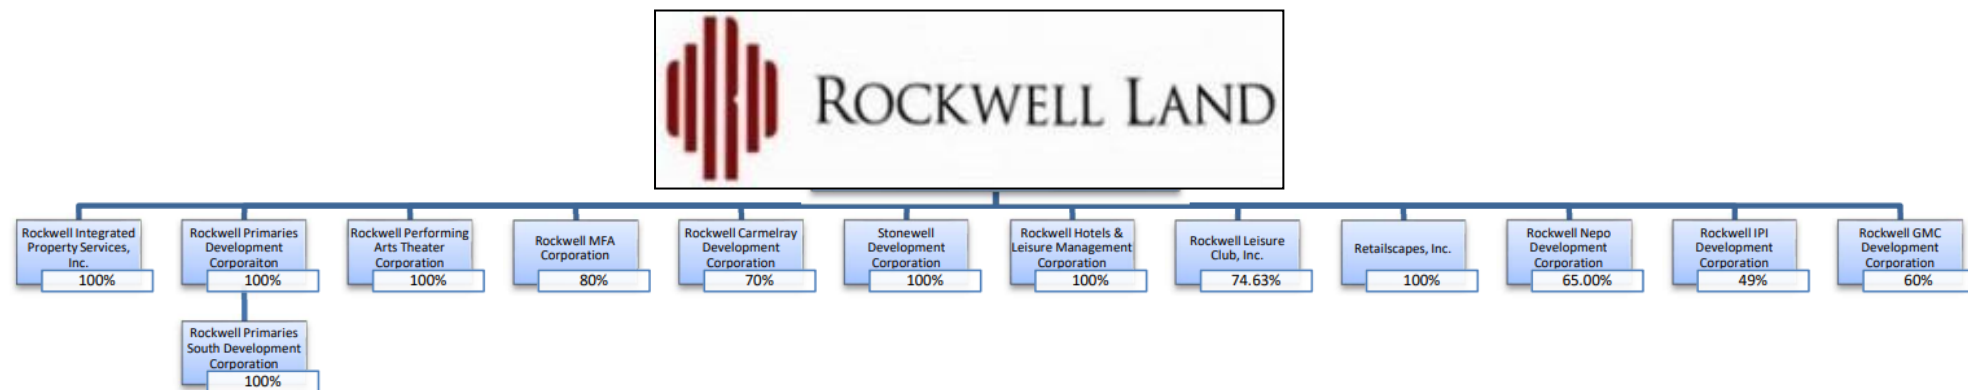 ROCKWELL LAND
Rockwell Integrated
Property Services,
Inc.
100%
Rockwell Primaries
Development
Corporaiton
100%
Rockwell Performing
Arts Theater
Corporation
100%
Rockwell MFA
Corporation
80%
Rockwell Carmelray
Development
Corporation
70%
Stonewell
Development
Corporation
100%
Rockwell Hotels &
Leisure Management
Corporation
100%
Rockwell Leisure
Club, Inc.
74.63%
Retailscapes, Inc.
100%
Rockwell Nepo
Development
Corporation
65.00%
Rockwell IPI
Development
Corporation
49%
Rockwell GMC
Development
Corporation
60%
Rockwell Primaries
South Development
Corporation
100%